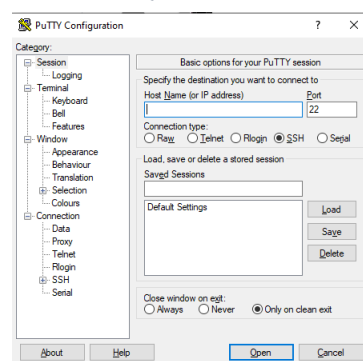 PuTTY Configuration ? X
Category:
Session
Logging
Terminal
Keyboard
Bell
Features
Window
Appearance
Behaviour
Translation
Selection
Colours
Connection
Data
Proxy
Telnet
Rlogin
SSH
Serial
Basic options for your PuTTY session
Specify the destination you want to connect to
Host Name (or IP address) Port
22
Connection type:
Raw Telnet Rlogin SSH Serial
Load, save or delete a stored session
Saved Sessions
Default Settings
Load
Save
Delete
Close window on exit:
Always Never Only on clean exit
About Help Open Cancel